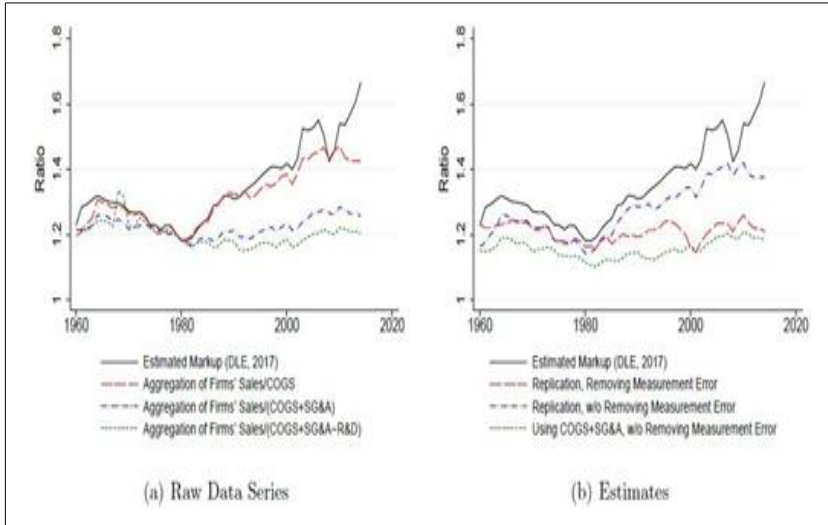 1.8
1.6
1.4
1.2
1
Ratio
1960 1980 2000 2020
Estimated Markup (DLE, 2017)
Aggregation of Firms' Sales/COGS
Aggregation of Firms' Sales/(COGS+SG&A)
Aggregation of Firms' Sales/(COGS+SG&A−R&D)
(a) Raw Data Series
1.8
1.6
1.4
1.2
1
Ratio
1960 1980 2000 2020
Estimated Markup (DLE, 2017)
Replication, Removing Measurement Error
Replication, w/o Removing Measurement Error
Using COGS+SG&A, w/o Removing Measurement Error
(b) Estimates